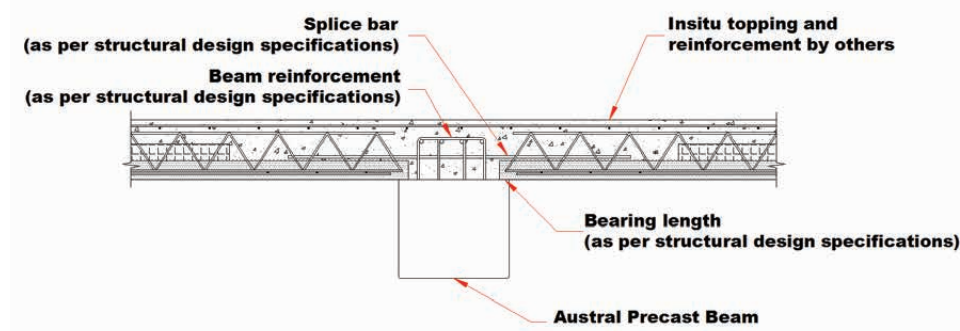 Splice bar
(as per structural design specifications)
Beam reinforcement
(as per structural design specifications)
Insitu topping and
reinforcement by others
Bearing length
(as per structural design specifications)
Austral Precast Beam